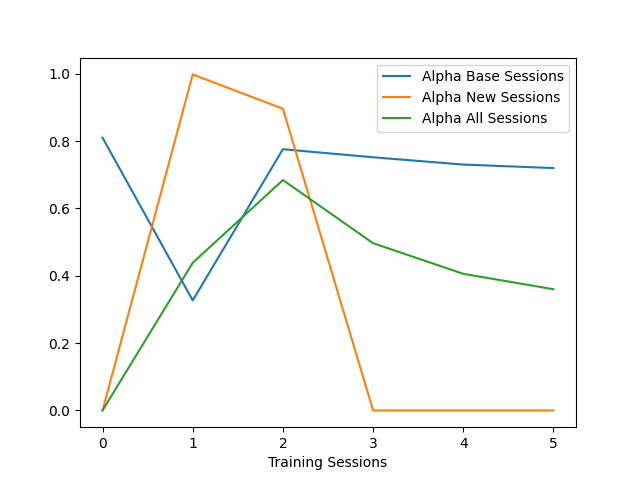 1.0
0.8
0.6
0.4
0.2
0.0
Alpha Base Sessions
Alpha New Sessions
Alpha All Sessions
0 1 2 3 4 5
Training Sessions